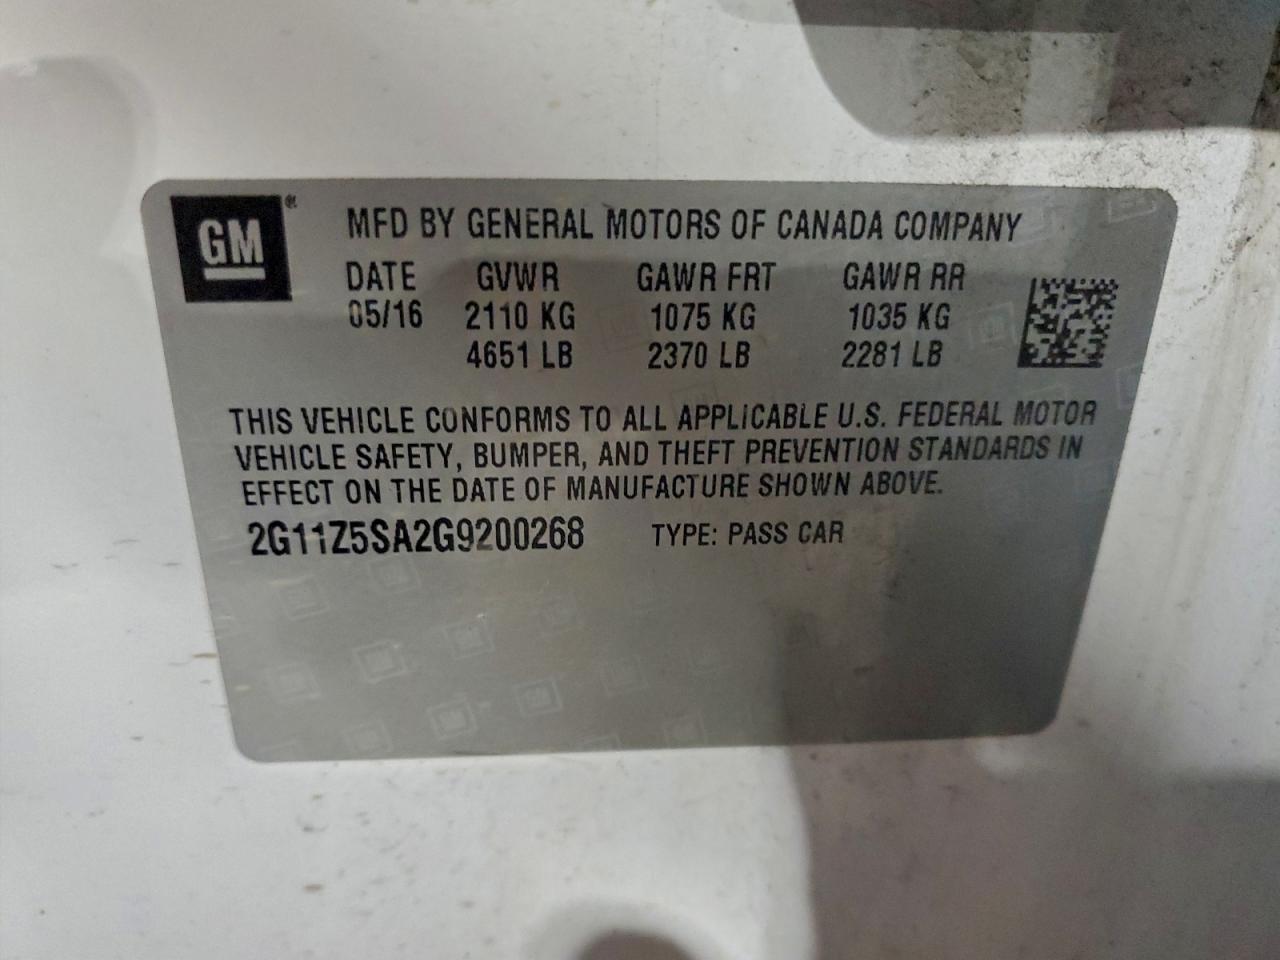 GM®
MFD BY GENERAL MOTORS OF CANADA COMPANY
DATE GVWR GAWR FRT GAWR RR
05/16 2110 KG 1075 KG 1035 KG
4651 LB 2370 LB 2281 LB
THIS VEHICLE CONFORMS TO ALL APPLICABLE U.S. FEDERAL MOTOR
VEHICLE SAFETY, BUMPER, AND THEFT PREVENTION STANDARDS IN
EFFECT ON THE DATE OF MANUFACTURE SHOWN ABOVE.
2G11Z5SA2G9200268 TYPE: PASS CAR